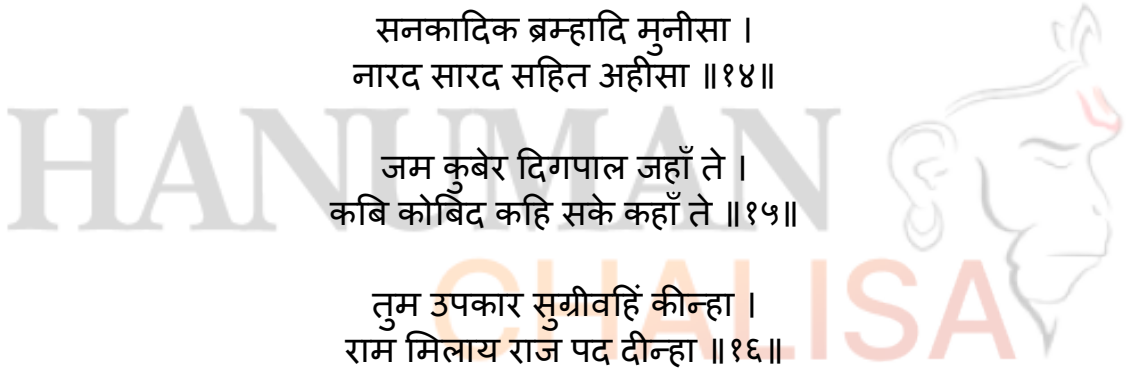 सनकादिक ब्रम्हादि मुनीसा ।
नारद सारद सहित अहीसा ॥१४॥
जम कुबेर दिगपाल जहाँ ते ।
कबि कोबिद कहि सके कहाँ ते ॥१५॥
तुम उपकार सुग्रीवहिं कीन्हा ।
राम मिलाय राज पद दीन्हा ॥१६॥
HANUMAN
CHALISA